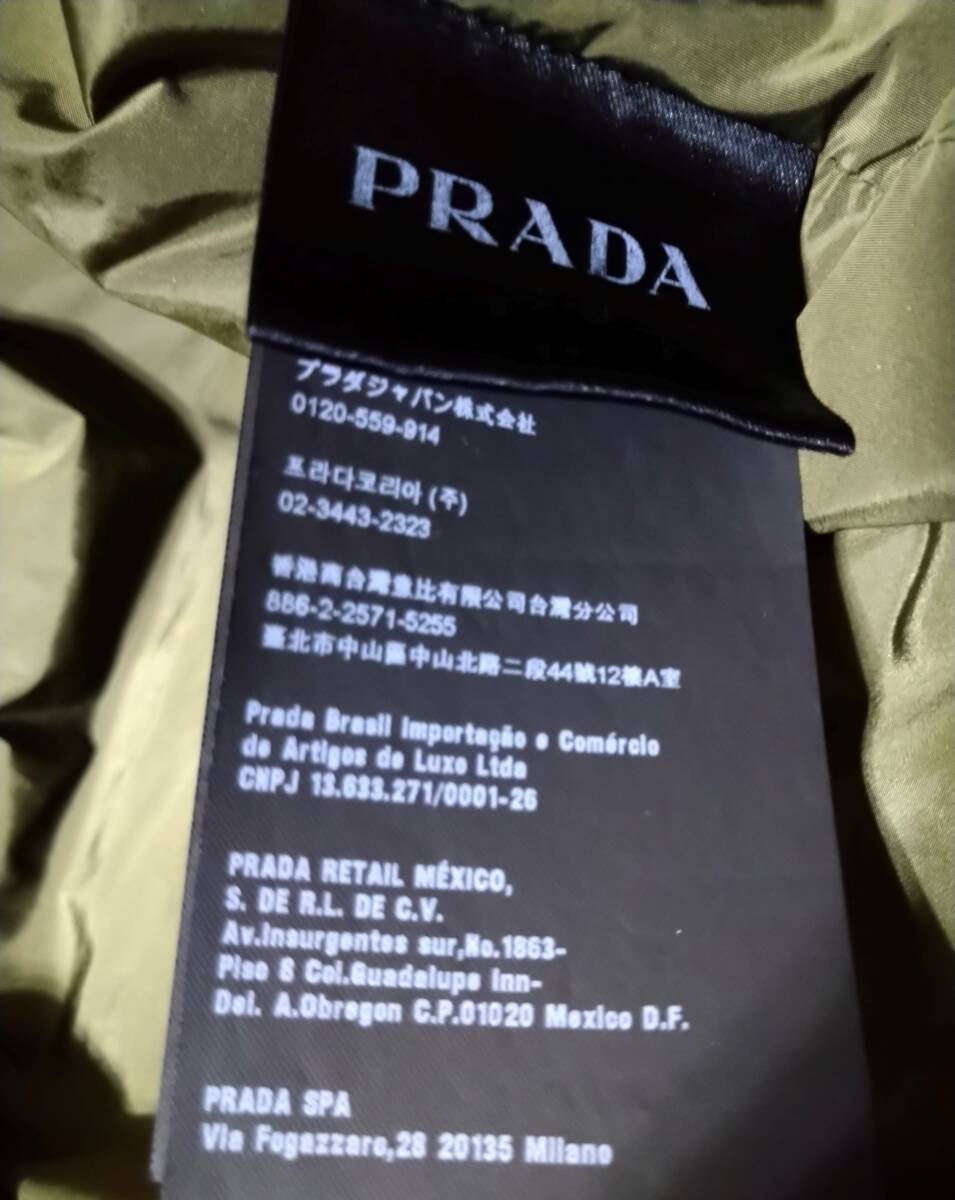 PRADA
プラダジャパン株式会社
0120-559-914
프라다코리아 (주)
02-3443-2323
香港商台灣意比有限公司台灣分公司
886-2-2571-5255
臺北市中山區中山北路二段44號12樓A室
Prada Brasil Importação e Comércio
de Artigos de Luxo Ltda
CNPJ 13.633.271/0001-26
PRADA RETAIL MÉXICO,
S. DE R.L. DE C.V.
Av.Insurgentes sur,No.1863-
Piso 8 Col.Guadalupe Inn-
Del. A.Obregon C.P.01020 Mexico D.F.
PRADA SPA
Via Fogazzaro,28 20135 Milano